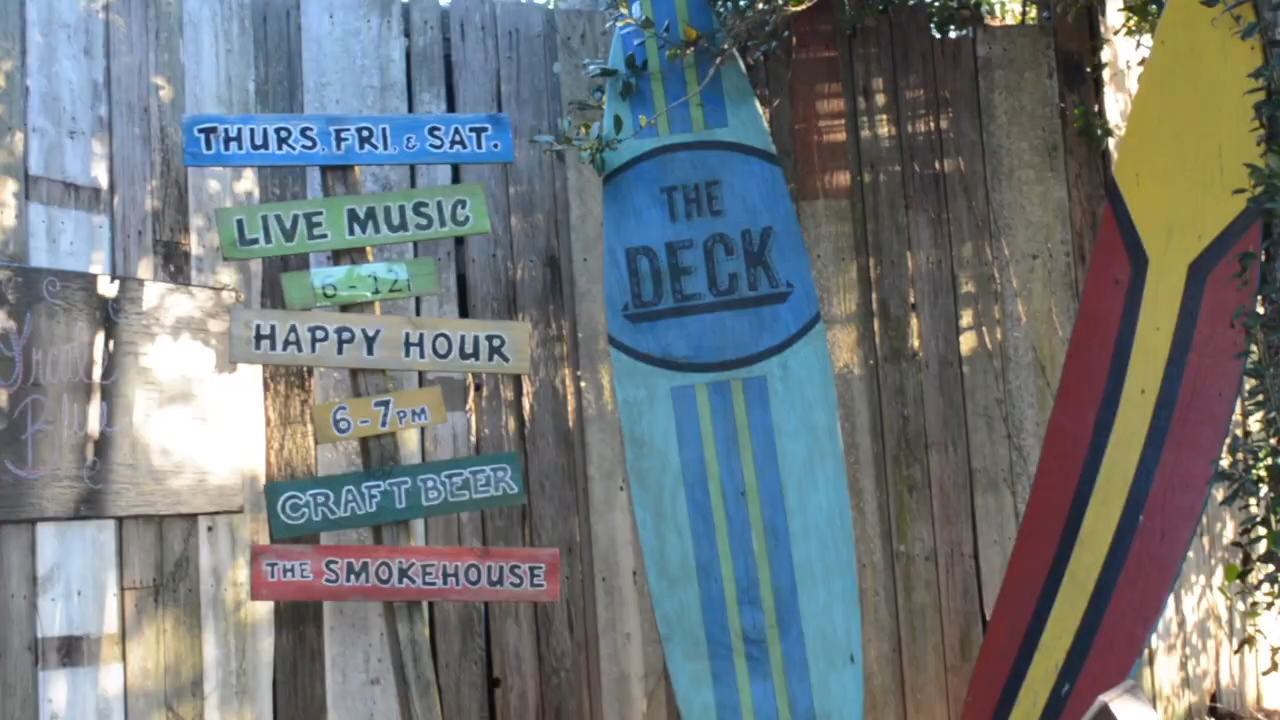 THURS, FRI, & SAT.
LIVE MUSIC
6 - 12
HAPPY HOUR
6-7PM
CRAFT BEER
THE SMOKEHOUSE
THE
DECK